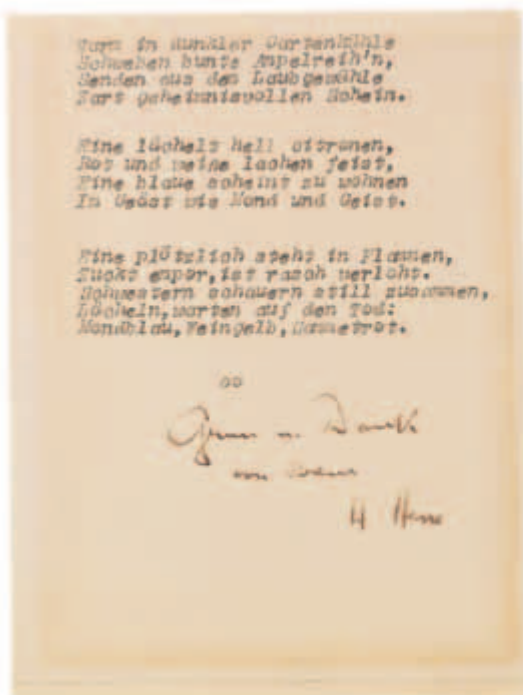 Warm in dunkler Gartenkühle
Schweben bunte Ampelreih'n,
Senden aus dem Laubgewühle
Zart geheimnisvollen Schein.
Eine lächelt hell citronen,
Rot und weiße lachen feist,
Eine blaue scheint zu wohnen
Im Geäst wie Mond und Geist.
Eine plötzlich steht in Flammen,
Zuckt empor, ist rasch verloht.
Schwestern schauern still zusammen,
Lächeln, warten auf den Tod:
Mondblau, Weingelb, Sammetrot.
Gruss u. Dank
von
H Hesse